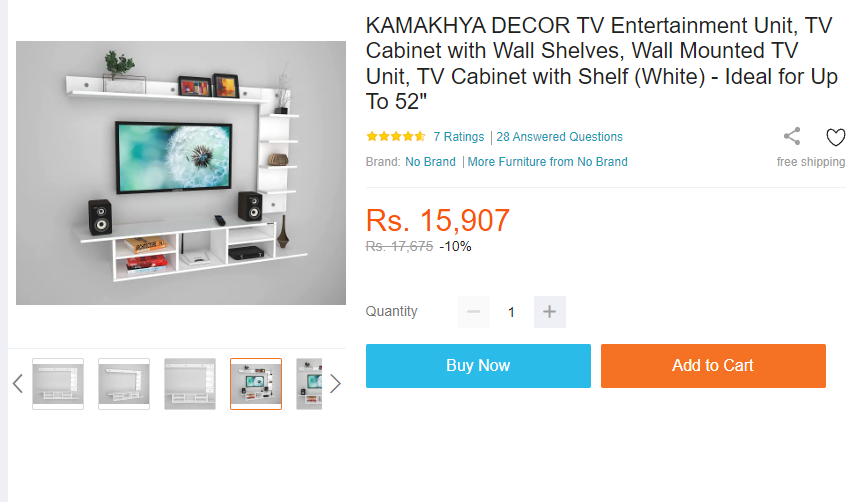 KAMAKHYA DECOR TV Entertainment Unit, TV
Cabinet with Wall Shelves, Wall Mounted TV
Unit, TV Cabinet with Shelf (White) - Ideal for Up
To 52"
7 Ratings | 28 Answered Questions
Brand: No Brand | More Furniture from No Brand
free shipping
Rs. 15,907
Rs. 17,675 -10%
Quantity
1
Buy Now
Add to Cart